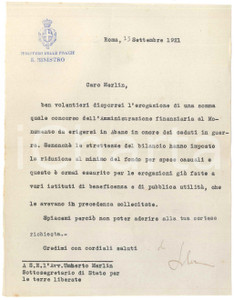 MINISTERO DELLE FINANZE
IL MINISTRO
Roma, 13 Settembre 1921
Caro Merlin,
ben volentieri disporrei l'erogazione di una somma
quale concorso dell'Amministrazione finanziaria al Mo-
numento da erigersi in Abano in onore dei caduti in guer-
ra. Sennonchè le strettezze del bilancio hanno imposto
la riduzione al minimo del fondo per spese casuali e
questo è ormai esaurito per le erogazioni già fatte a
vari istituti di beneficenza e di pubblica utilità, che
le avevano in precedenza sollecitate.
Spiacemi perciò non poter aderire alla tua cortese
richiesta.
Credimi con cordiali saluti
A S.E. l'Avv. Umberto Merlin
Sottosegretario di Stato per
le terre liberate